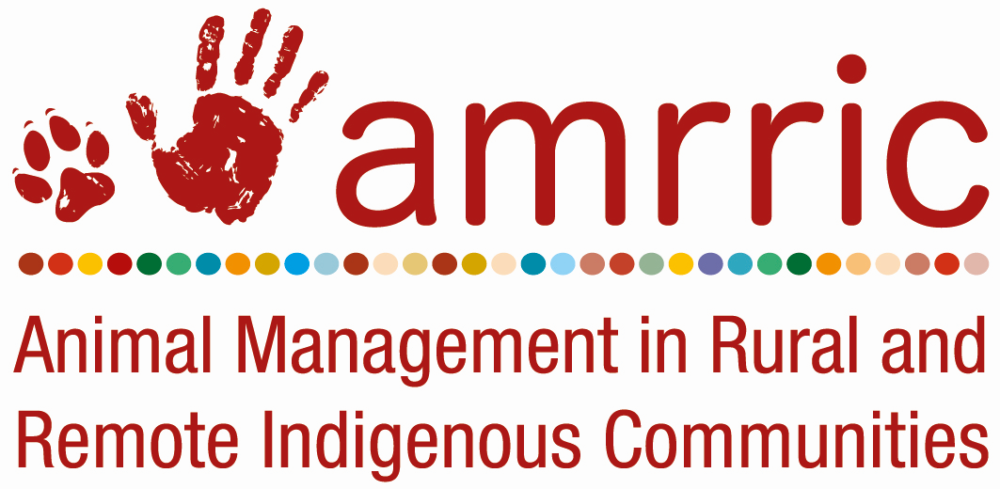 amrric
Animal Management in Rural and
Remote Indigenous Communities